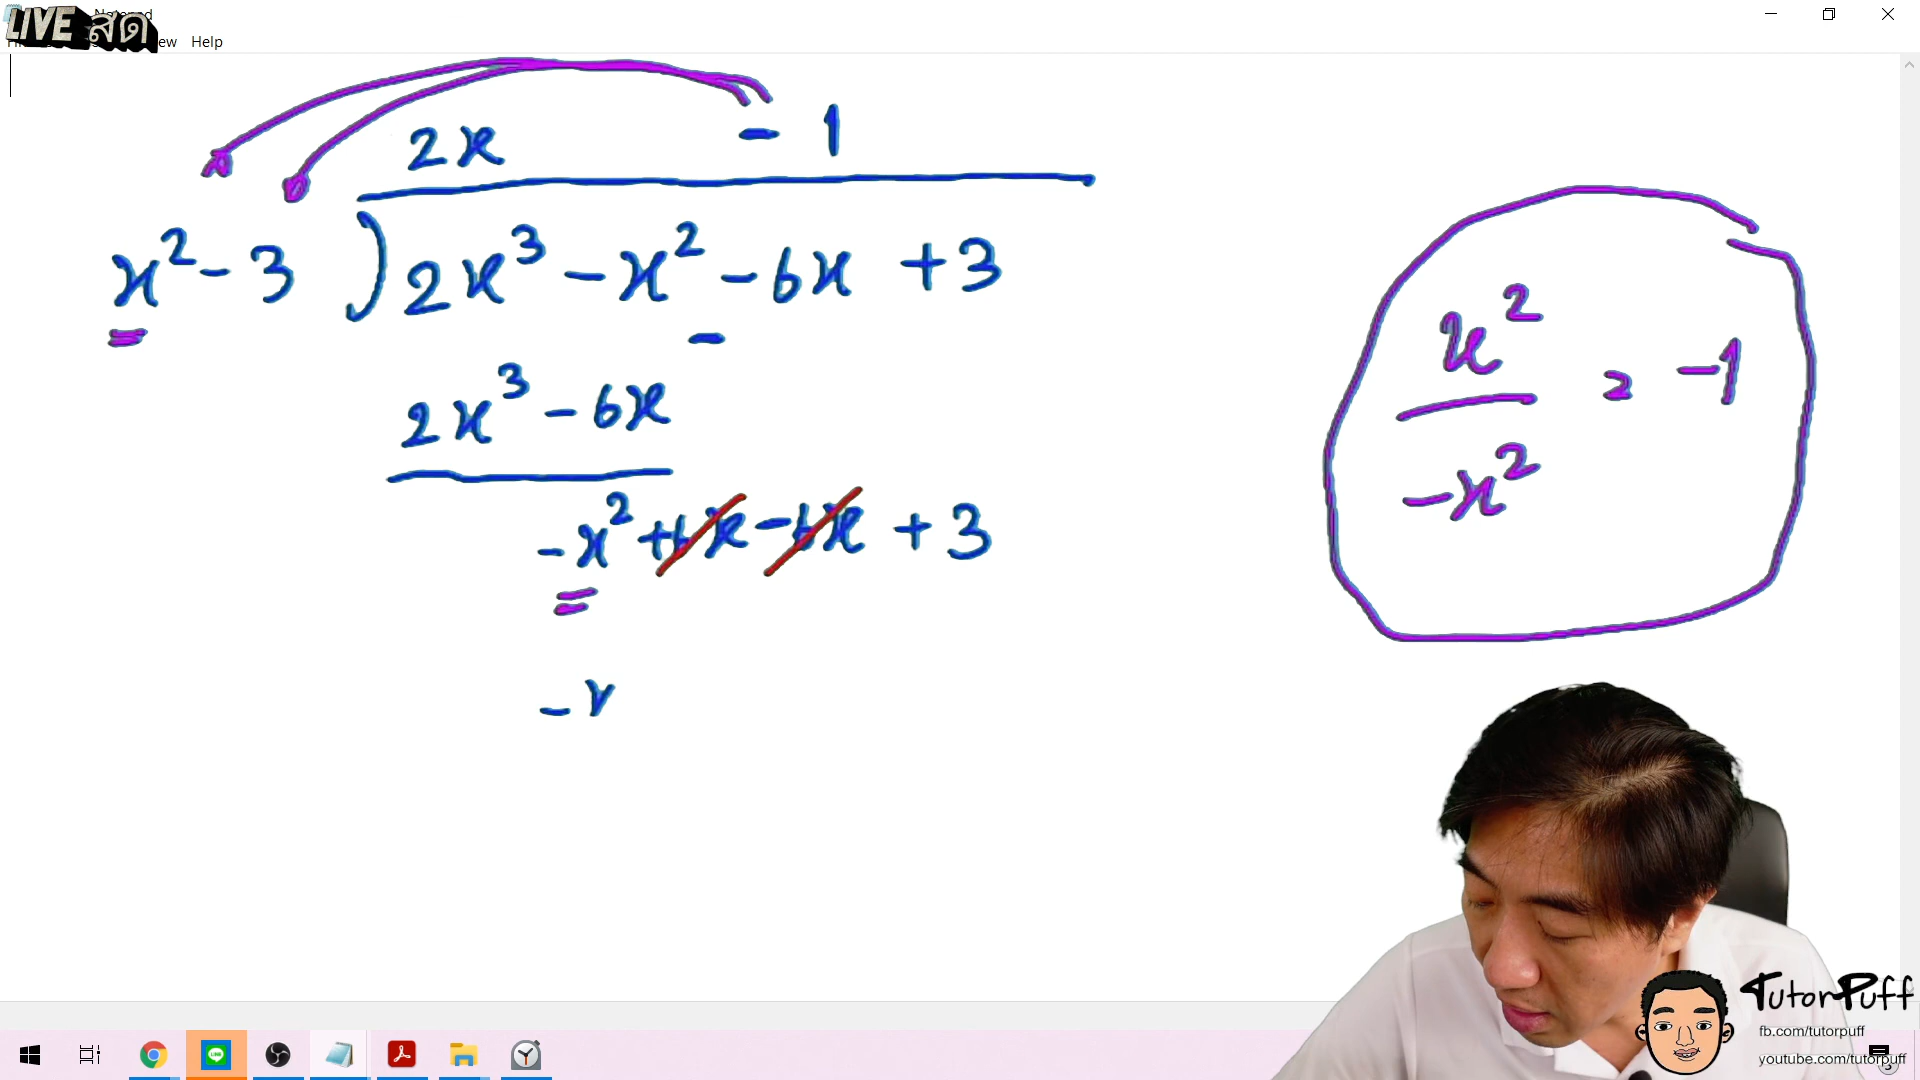 LIVE สด
Help
2x - 1
x² - 3 ) 2x³ - x² - 6x + 3
-
2x³ - 6x
-x² + 6x - 6x + 3
-x
x²
-x²
= -1
TutorPuff
fb.com/tutorpuff
youtube.com/tutorpuff